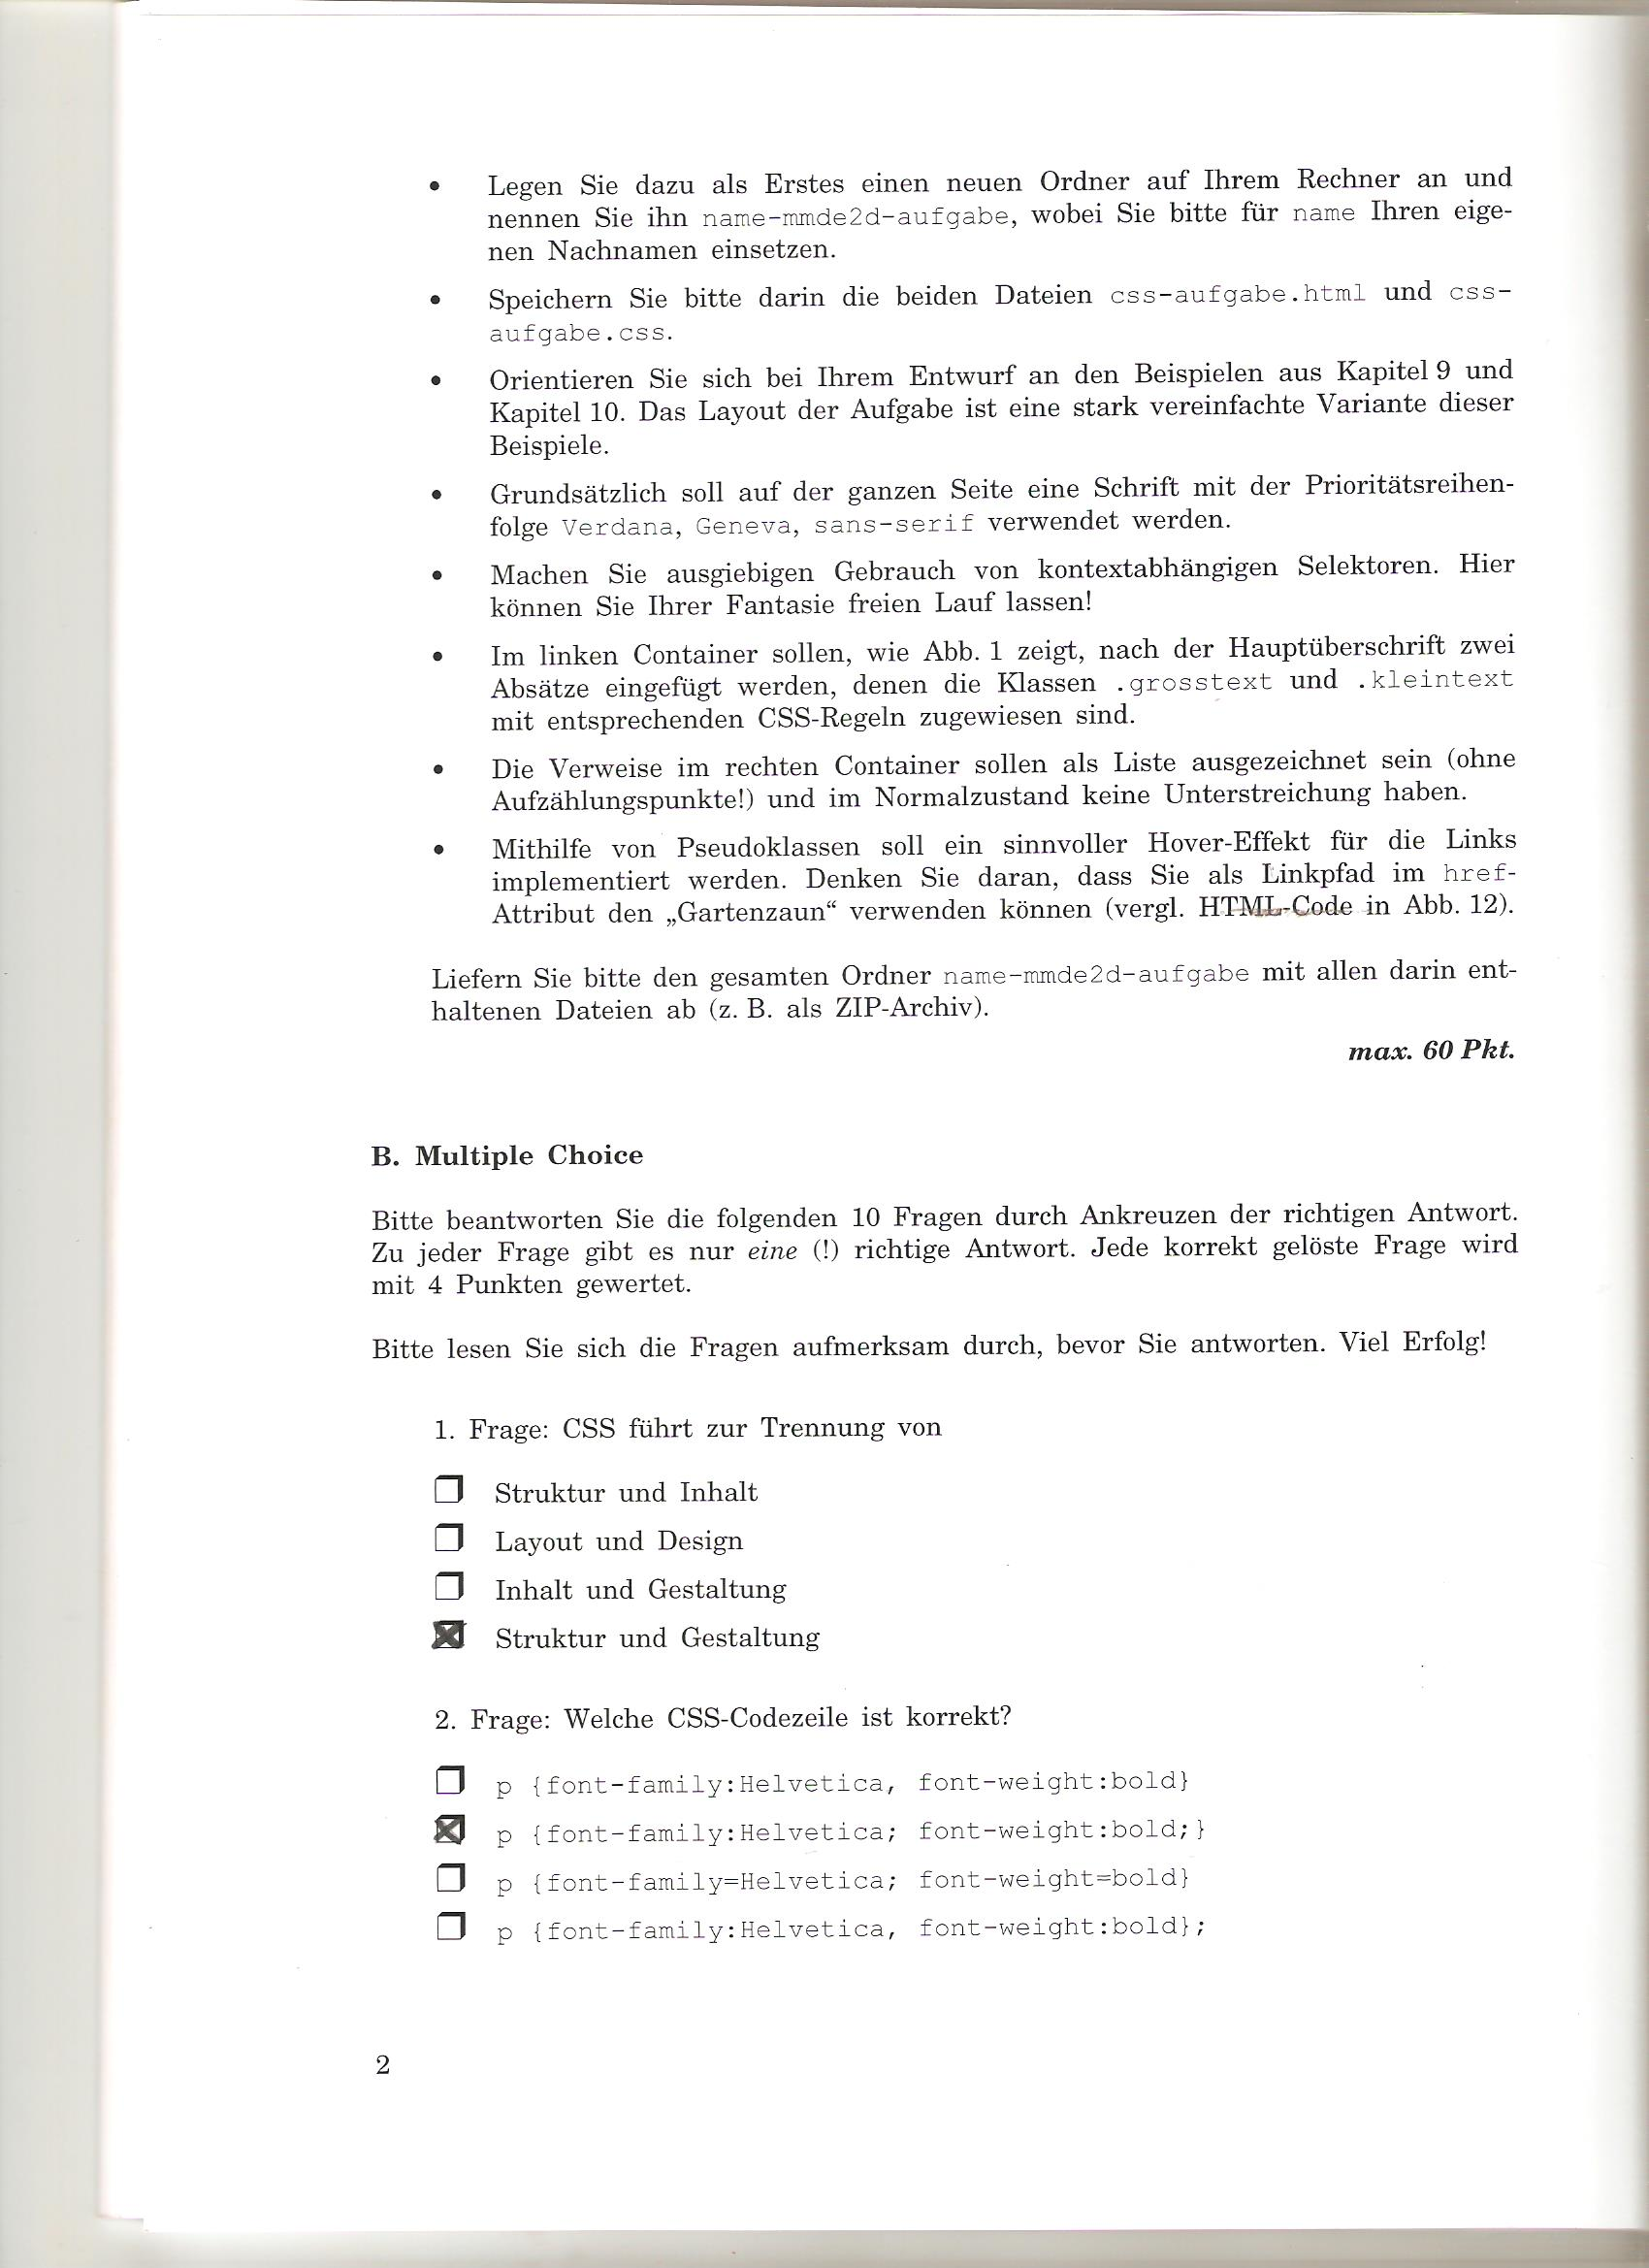 • Legen Sie dazu als Erstes einen neuen Ordner auf Ihrem Rechner an und
nennen Sie ihn name-mmde2d-aufgabe, wobei Sie bitte für name Ihren eige-
nen Nachnamen einsetzen.
• Speichern Sie bitte darin die beiden Dateien css-aufgabe.html und css-
aufgabe.css.
• Orientieren Sie sich bei Ihrem Entwurf an den Beispielen aus Kapitel 9 und
Kapitel 10. Das Layout der Aufgabe ist eine stark vereinfachte Variante dieser
Beispiele.
• Grundsätzlich soll auf der ganzen Seite eine Schrift mit der Prioritätsreihen-
folge Verdana, Geneva, sans-serif verwendet werden.
• Machen Sie ausgiebigen Gebrauch von kontextabhängigen Selektoren. Hier
können Sie Ihrer Fantasie freien Lauf lassen!
• Im linken Container sollen, wie Abb. 1 zeigt, nach der Hauptüberschrift zwei
Absätze eingefügt werden, denen die Klassen .grosstext und .kleintext
mit entsprechenden CSS-Regeln zugewiesen sind.
• Die Verweise im rechten Container sollen als Liste ausgezeichnet sein (ohne
Aufzählungspunkte!) und im Normalzustand keine Unterstreichung haben.
• Mithilfe von Pseudoklassen soll ein sinnvoller Hover-Effekt für die Links
implementiert werden. Denken Sie daran, dass Sie als Linkpfad im href-
Attribut den „Gartenzaun“ verwenden können (vergl. HTML-Code in Abb. 12).
Liefern Sie bitte den gesamten Ordner name-mmde2d-aufgabe mit allen darin ent-
haltenen Dateien ab (z. B. als ZIP-Archiv).
max. 60 Pkt.
B. Multiple Choice
Bitte beantworten Sie die folgenden 10 Fragen durch Ankreuzen der richtigen Antwort.
Zu jeder Frage gibt es nur eine (!) richtige Antwort. Jede korrekt gelöste Frage wird
mit 4 Punkten gewertet.
Bitte lesen Sie sich die Fragen aufmerksam durch, bevor Sie antworten. Viel Erfolg!
1. Frage: CSS führt zur Trennung von
Struktur und Inhalt
Layout und Design
Inhalt und Gestaltung
Struktur und Gestaltung
2. Frage: Welche CSS-Codezeile ist korrekt?
p {font-family:Helvetica, font-weight:bold}
p {font-family:Helvetica; font-weight:bold;}
p {font-family=Helvetica; font-weight=bold}
p {font-family:Helvetica, font-weight:bold};
2